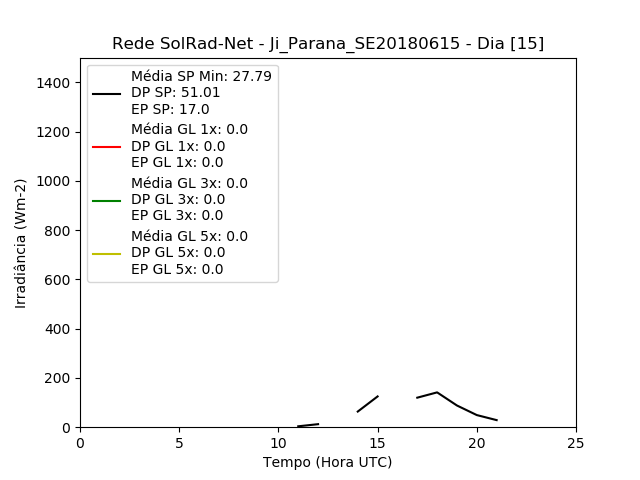 Rede SolRad-Net - Ji_Parana_SE20180615 - Dia [15]
Média SP Min: 27.79
DP SP: 51.01
EP SP: 17.0
Média GL 1x: 0.0
DP GL 1x: 0.0
EP GL 1x: 0.0
Média GL 3x: 0.0
DP GL 3x: 0.0
EP GL 3x: 0.0
Média GL 5x: 0.0
DP GL 5x: 0.0
EP GL 5x: 0.0
Irradiância (Wm-2)
1400
1200
1000
800
600
400
200
0
0 5 10 15 20 25
Tempo (Hora UTC)